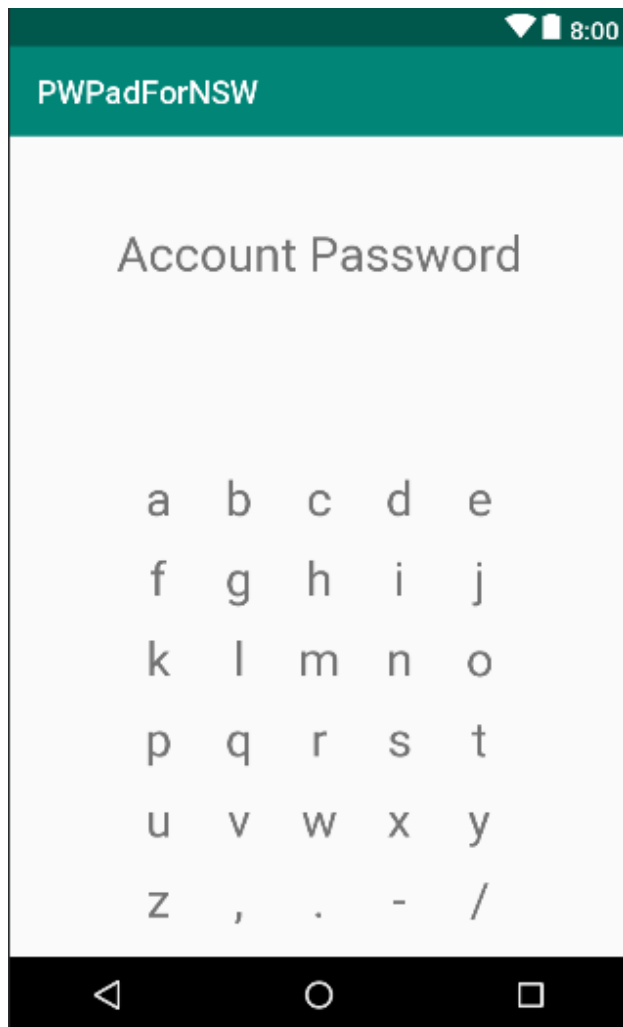 8:00
PWPadForNSW
Account Password
a b c d e
f g h i j
k l m n o
p q r s t
u v w x y
z , . - /